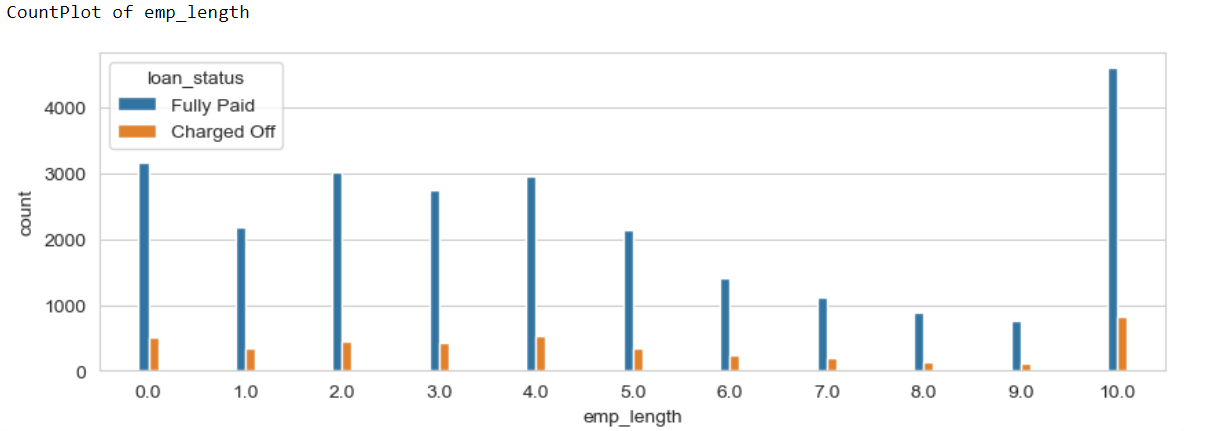 CountPlot of emp_length
loan_status
Fully Paid
Charged Off
4000
3000
2000
1000
0
count
0.0 1.0 2.0 3.0 4.0 5.0 6.0 7.0 8.0 9.0 10.0
emp_length